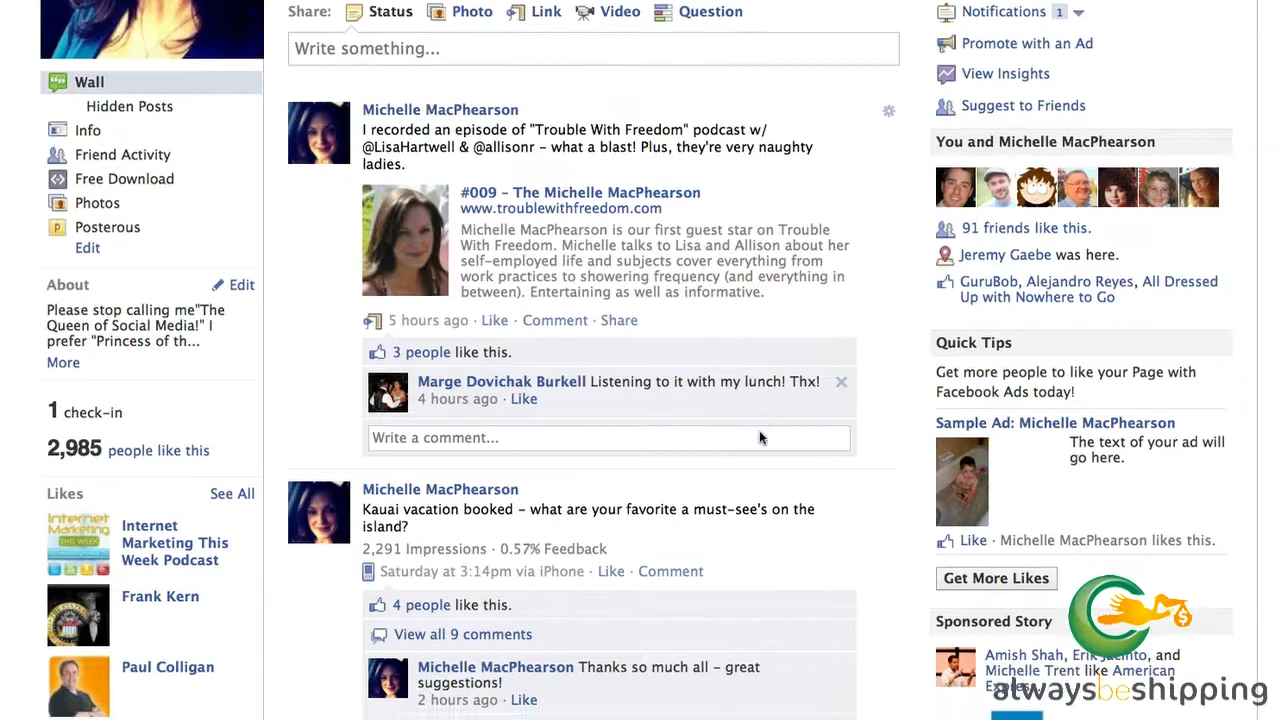 Share: Status Photo Link Video Question
Write something...
Wall
Hidden Posts
Info
Friend Activity
Free Download
Photos
Posterous
Edit
About Edit
Please stop calling me"The
Queen of Social Media!" I
prefer "Princess of th...
More
1 check-in
2,985 people like this
Likes See All
Internet
Marketing This
Week Podcast
Frank Kern
Paul Colligan
Michelle MacPhearson
I recorded an episode of "Trouble With Freedom" podcast w/
@LisaHartwell & @allisonr - what a blast! Plus, they're very naughty
ladies.
#009 - The Michelle MacPhearson
www.troublewithfreedom.com
Michelle MacPhearson is our first guest star on Trouble
With Freedom. Michelle talks to Lisa and Allison about her
self-employed life and subjects cover everything from
work practices to showering frequency (and everything in
between). Entertaining as well as informative.
5 hours ago · Like · Comment · Share
3 people like this.
Marge Dovichak Burkell Listening to it with my lunch! Thx!
4 hours ago · Like
Write a comment...
Michelle MacPhearson
Kauai vacation booked - what are your favorite a must-see's on the
island?
2,291 Impressions · 0.57% Feedback
Saturday at 3:14pm via iPhone · Like · Comment
4 people like this.
View all 9 comments
Michelle MacPhearson Thanks so much all - great
suggestions!
2 hours ago · Like
Notifications 1
Promote with an Ad
View Insights
Suggest to Friends
You and Michelle MacPhearson
91 friends like this.
Jeremy Gaebe was here.
GuruBob, Alejandro Reyes, All Dressed
Up with Nowhere to Go
Quick Tips
Get more people to like your Page with
Facebook Ads today!
Sample Ad: Michelle MacPhearson
The text of your ad will
go here.
Like · Michelle MacPhearson likes this.
Get More Likes
Sponsored Story
Amish Shah, Erik Jacinto, and
Michelle Trent like American
alwaysbeshipping